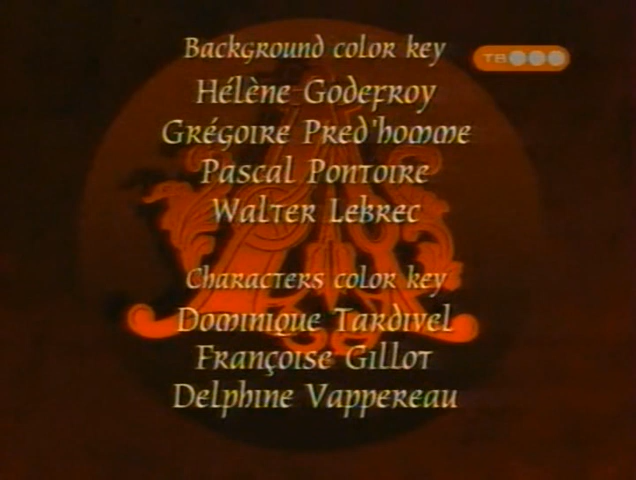 Background color key
TB
Hélène Godefroy
Grégoire Pred'homme
Pascal Pontoire
Walter Lebrec
Characters color key
Dominique Tardivel
Françoise Gillot
Delphine Vappereau